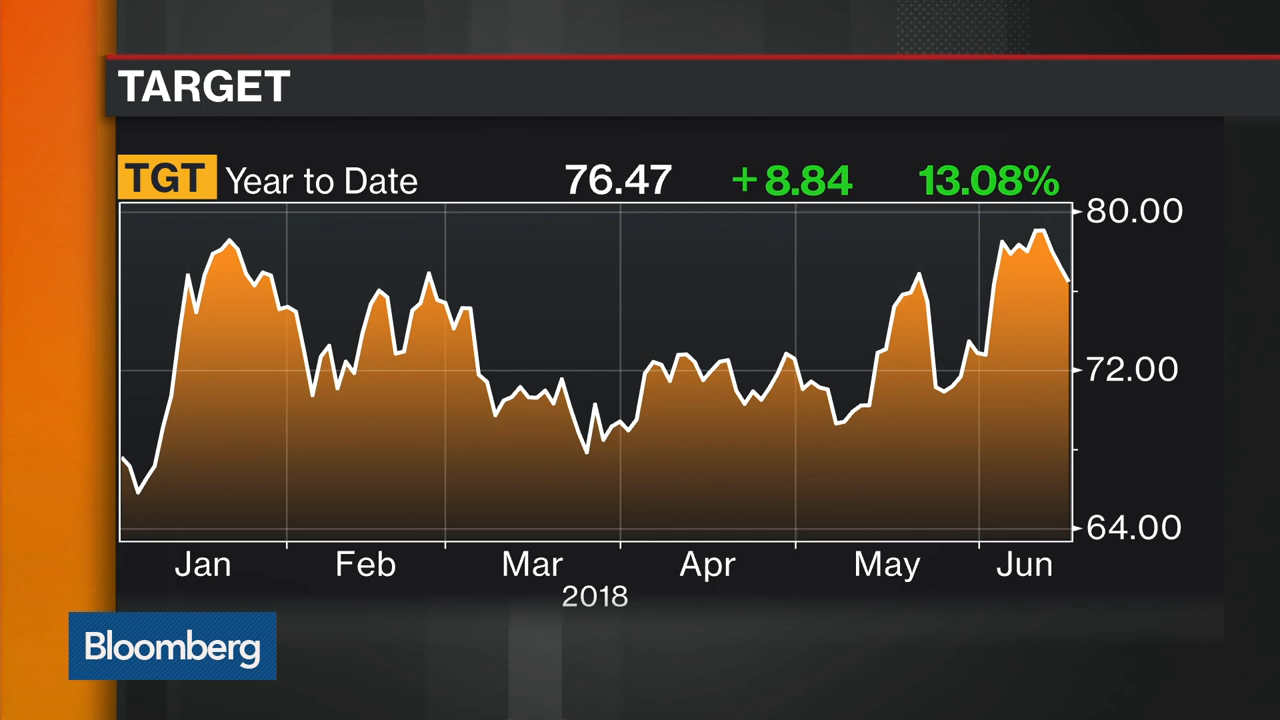 TARGET
TGT Year to Date 76.47 +8.84 13.08%
80.00
72.00
64.00
Jan Feb Mar Apr May Jun
2018
Bloomberg